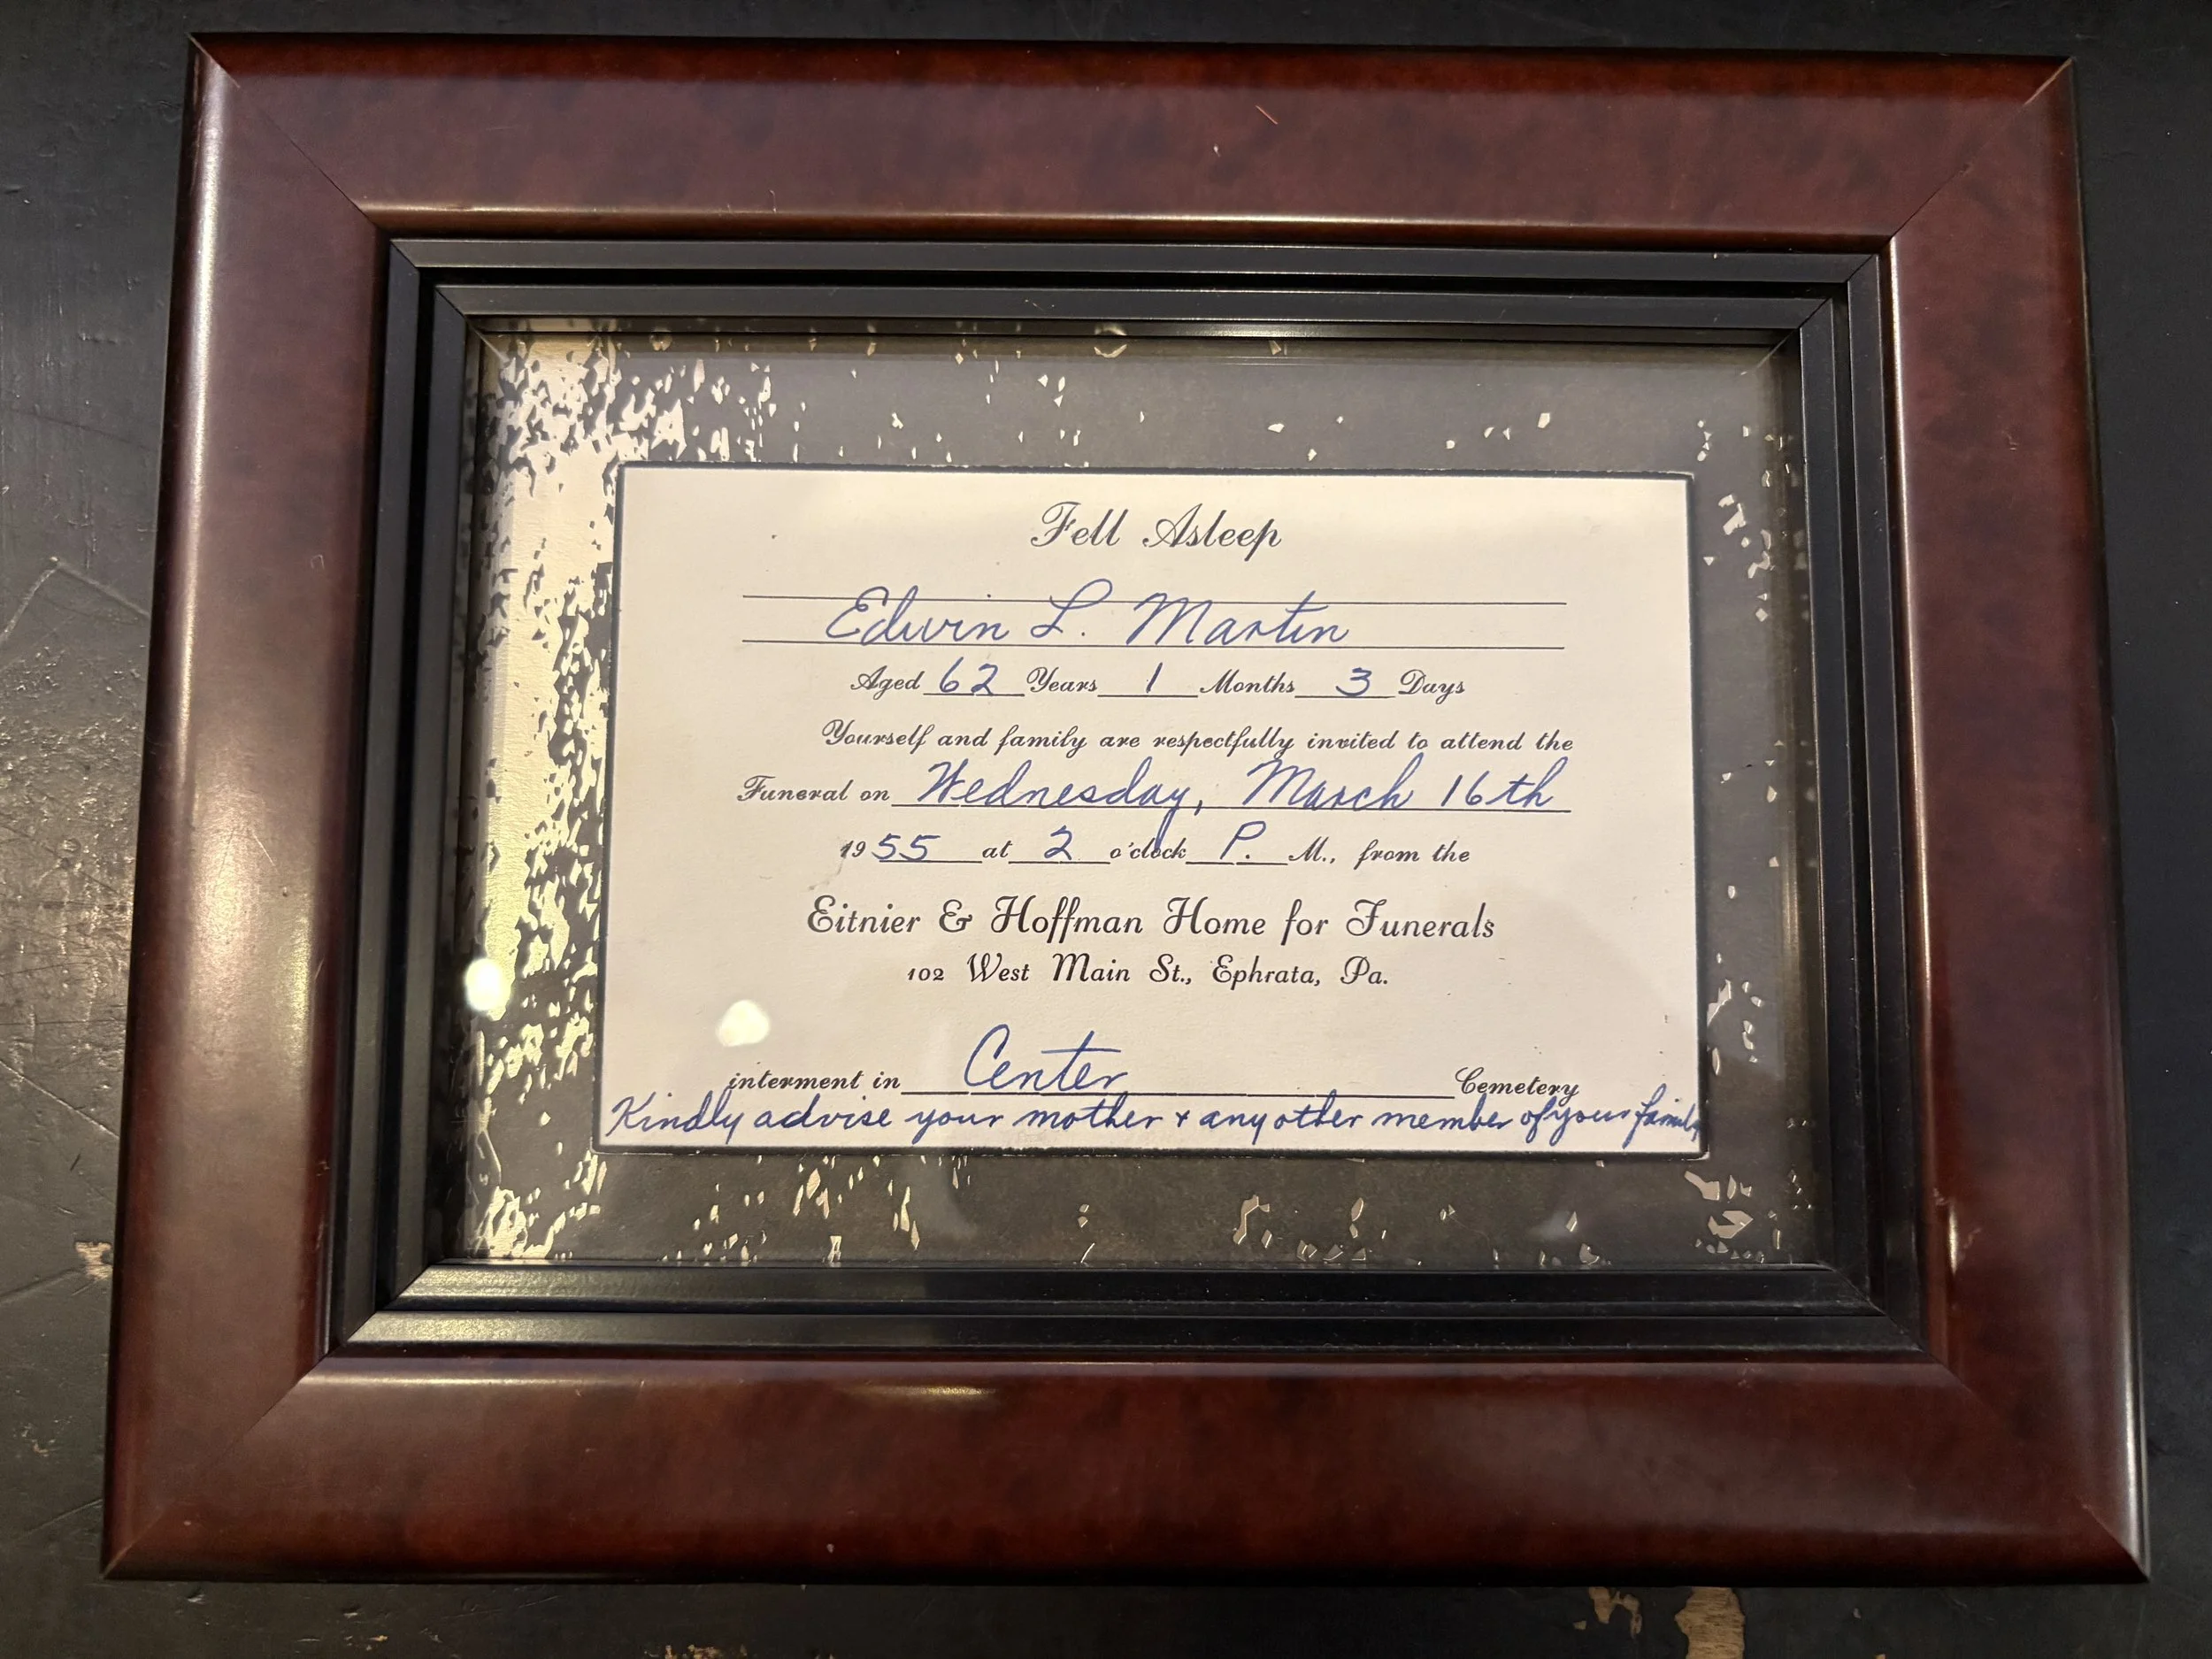 Fell Asleep
Edwin L. Martin
Aged 62 Years 1 Months 3 Days
Yourself and family are respectfully invited to attend the
Funeral on Wednesday, March 16th
1955 at 2 o'clock P. M., from the
Eitnier & Hoffman Home for Funerals
102 West Main St., Ephrata, Pa.
interment in Center Cemetery
Kindly advise your mother + any other member of your family